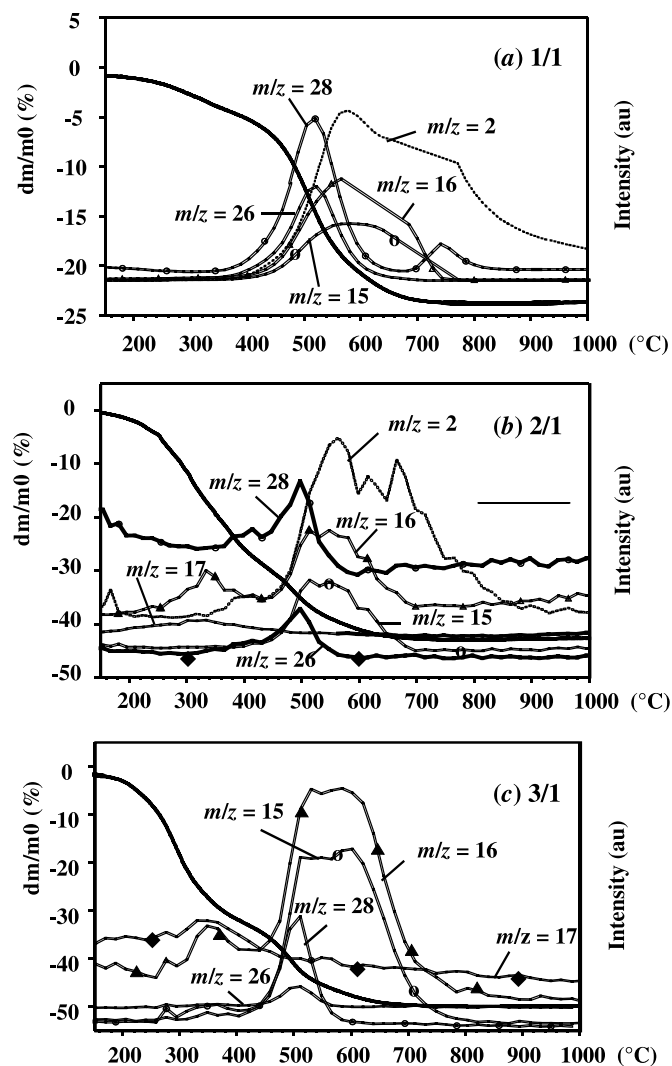 5
(a) 1/1
m/z = 28
0
m/z = 2
-5
m/z = 16
-10
m/z = 26
-15
-20
m/z = 15
-25
dm/m0 (%)
Intensity (au)
200 300 400 500 600 700 800 900 1000 (°C)
0
m/z = 2
(b) 2/1
-10
m/z = 28
m/z = 16
-20
m/z = 17
-30
m/z = 15
-40
m/z = 26
-50
dm/m0 (%)
Intensity (au)
200 300 400 500 600 700 800 900 1000 (°C)
0
(c) 3/1
m/z = 15
-10
m/z = 16
-20
m/z = 28
-30
m/z = 17
-40
m/z = 26
-50
dm/m0 (%)
Intensity (au)
200 300 400 500 600 700 800 900 1000 (°C)